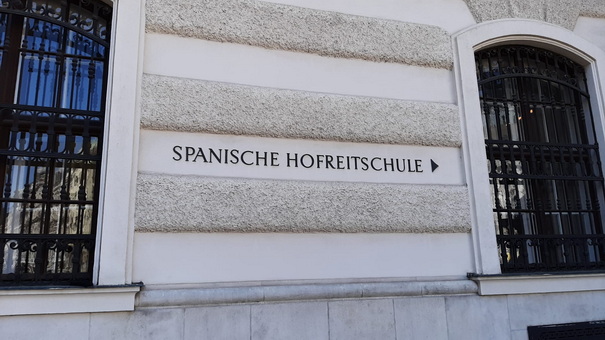 SPANISCHE HOFREITSCHULE ▶